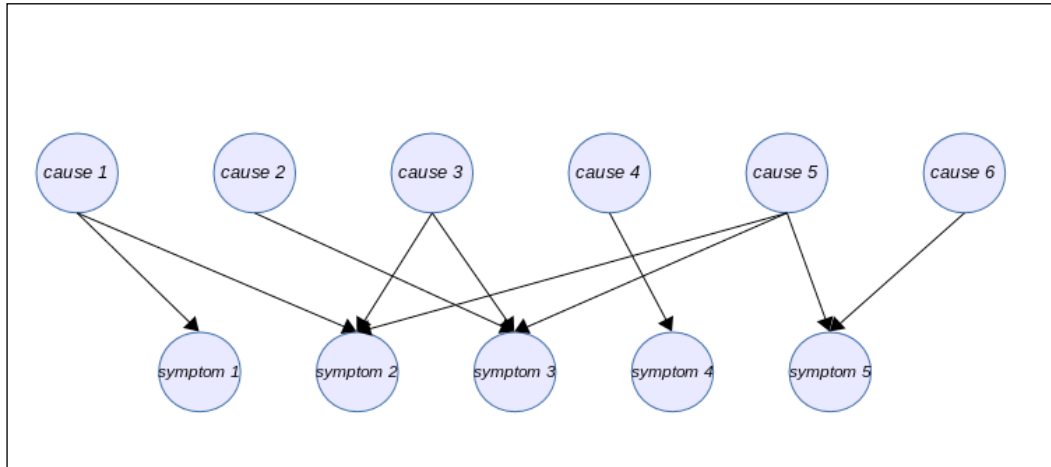 cause 1
cause 2
cause 3
cause 4
cause 5
cause 6
symptom 1
symptom 2
symptom 3
symptom 4
symptom 5